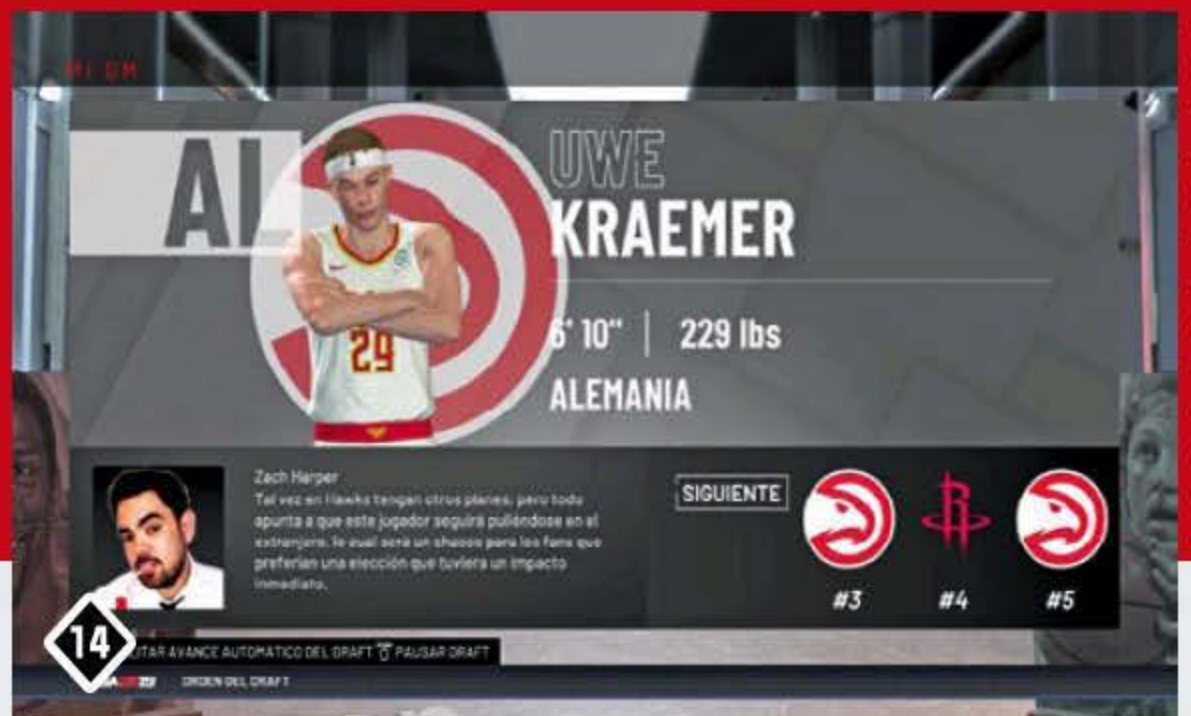 MI GM
AL
UWE
KRAEMER
6' 10" | 229 lbs
ALEMANIA
29
Zach Harper
Tal vez en Hawks tengan otros planes, pero todo
apunta a que este jugador seguirá puliéndose en el
extranjero, lo cual será un chasco para los fans que
preferían una elección que tuviera un impacto
inmediato.
SIGUIENTE
#3 #4 #5
14
AVANCE AUTOMÁTICO DEL DRAFT PAUSAR DRAFT
ORDEN DEL DRAFT